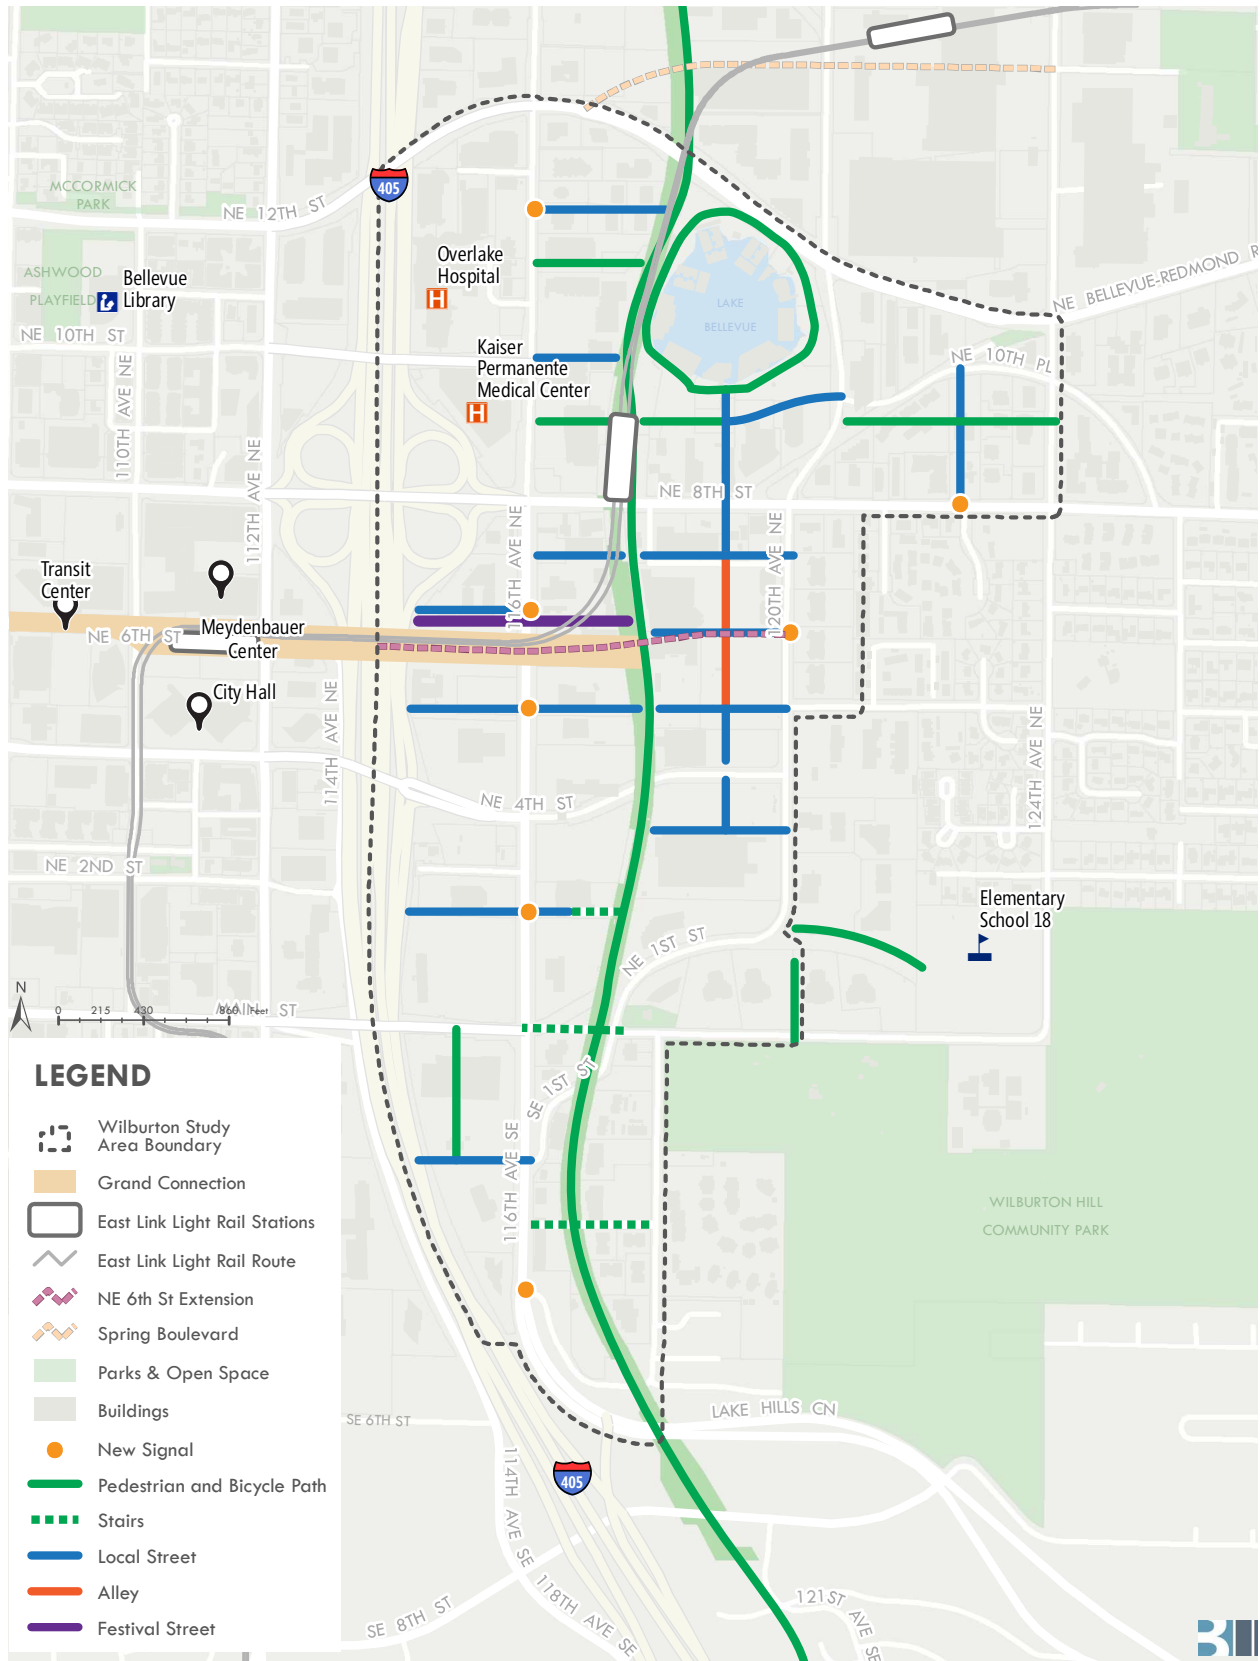 405
MCCORMICK
PARK
NE 12TH ST
Overlake
Hospital
H
ASHWOOD
PLAYFIELD
Bellevue
Library
LAKE
BELLEVUE
NE BELLEVUE-REDMOND R
NE 10TH ST
NE 10TH PL
Kaiser
Permanente
Medical Center
H
110TH AVE NE
112TH AVE NE
NE 8TH ST
116TH AVE NE
120TH AVE NE
Transit
Center
NE 6TH ST
Meydenbauer
Center
City Hall
114TH AVE NE
124TH AVE NE
NE 4TH ST
NE 2ND ST
Elementary
School 18
NE 1ST ST
N
0 215 430 860 Feet
MAIN ST
SE 1ST ST
116TH AVE SE
WILBURTON HILL
COMMUNITY PARK
LEGEND
Wilburton Study
Area Boundary
Grand Connection
East Link Light Rail Stations
East Link Light Rail Route
NE 6th St Extension
Spring Boulevard
Parks & Open Space
Buildings
New Signal
Pedestrian and Bicycle Path
Stairs
Local Street
Alley
Festival Street
SE 6TH ST
LAKE HILLS CN
405
114TH AVE SE
118TH AVE SE
SE 8TH ST
121ST AVE SE